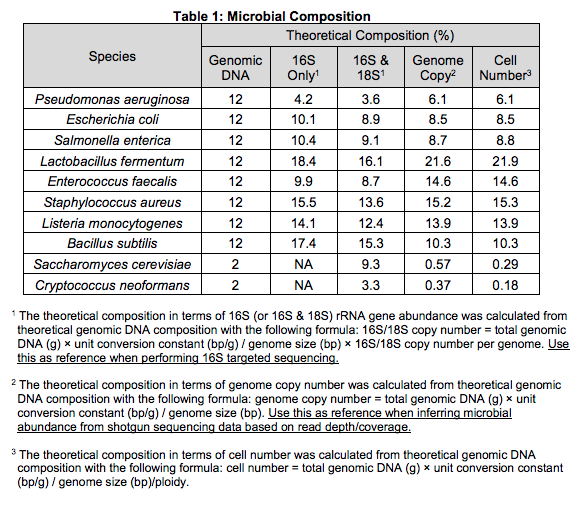 Table 1: Microbial Composition
Species
Theoretical Composition (%)
Genomic DNA
16S Only1
16S & 18S1
Genome Copy2
Cell Number3
Pseudomonas aeruginosa 12 4.2 3.6 6.1 6.1
Escherichia coli 12 10.1 8.9 8.5 8.5
Salmonella enterica 12 10.4 9.1 8.7 8.8
Lactobacillus fermentum 12 18.4 16.1 21.6 21.9
Enterococcus faecalis 12 9.9 8.7 14.6 14.6
Staphylococcus aureus 12 15.5 13.6 15.2 15.3
Listeria monocytogenes 12 14.1 12.4 13.9 13.9
Bacillus subtilis 12 17.4 15.3 10.3 10.3
Saccharomyces cerevisiae 2 NA 9.3 0.57 0.29
Cryptococcus neoformans 2 NA 3.3 0.37 0.18
1 The theoretical composition in terms of 16S (or 16S & 18S) rRNA gene abundance was calculated from
theoretical genomic DNA composition with the following formula: 16S/18S copy number = total genomic
DNA (g) × unit conversion constant (bp/g) / genome size (bp) × 16S/18S copy number per genome. Use
this as reference when performing 16S targeted sequencing.
2 The theoretical composition in terms of genome copy number was calculated from theoretical genomic
DNA composition with the following formula: genome copy number = total genomic DNA (g) × unit
conversion constant (bp/g) / genome size (bp). Use this as reference when inferring microbial
abundance from shotgun sequencing data based on read depth/coverage.
3 The theoretical composition in terms of cell number was calculated from theoretical genomic DNA
composition with the following formula: cell number = total genomic DNA (g) × unit conversion constant
(bp/g) / genome size (bp)/ploidy.